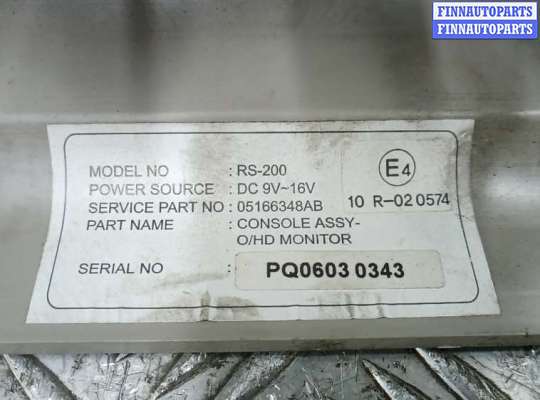 FINNAUTOPARTS
FINNAUTOPARTS
MODEL NO : RS-200
POWER SOURCE : DC 9V~16V
SERVICE PART NO : 05166348AB
PART NAME : CONSOLE ASSY-
O/HD MONITOR
E4
10 R-02 0574
SERIAL NO : PQ0603 0343